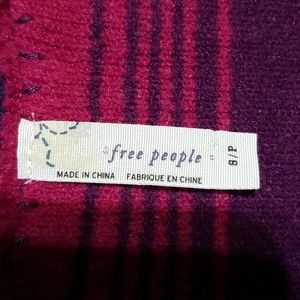 free people
S/P
MADE IN CHINA FABRIQUE EN CHINE